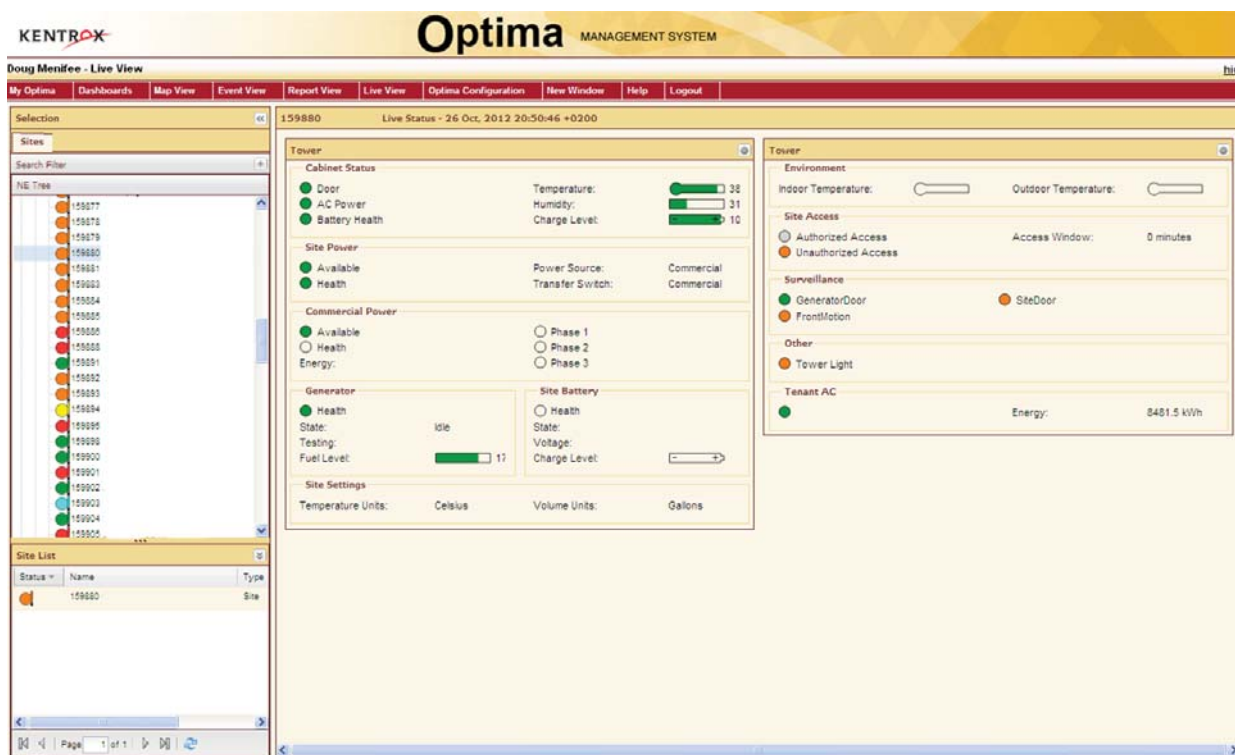 KENTROX
Optima MANAGEMENT SYSTEM
Doug Menifee - Live View
My Optima Dashboards Map View Event View Report View Live View Optima Configuration New Window Help Logout
Selection
Sites
Search Filter
NE Tree
159877
159878
159879
159880
159881
159883
159884
159885
159886
159888
159891
159892
159893
159894
159895
159898
159900
159901
159902
159903
159904
159905
Site List
Status Name Type
159880 Site
Page 1 of 1
159880 Live Status - 26 Oct, 2012 20:50:46 +0200
Tower
Cabinet Status
Door Temperature: 38
AC Power Humidity: 31
Battery Health Charge Level: 10
Site Power
Available Power Source: Commercial
Health Transfer Switch: Commercial
Commercial Power
Available Phase 1
Health Phase 2
Energy: Phase 3
Generator
Health
State: Idle
Testing:
Fuel Level: 17
Site Battery
Health
State:
Voltage:
Charge Level:
Site Settings
Temperature Units: Celsius Volume Units: Gallons
Tower
Environment
Indoor Temperature: Outdoor Temperature:
Site Access
Authorized Access Access Window: 0 minutes
Unauthorized Access
Surveillance
GeneratorDoor SiteDoor
FrontMotion
Other
Tower Light
Tenant AC
Energy: 8481.5 kWh